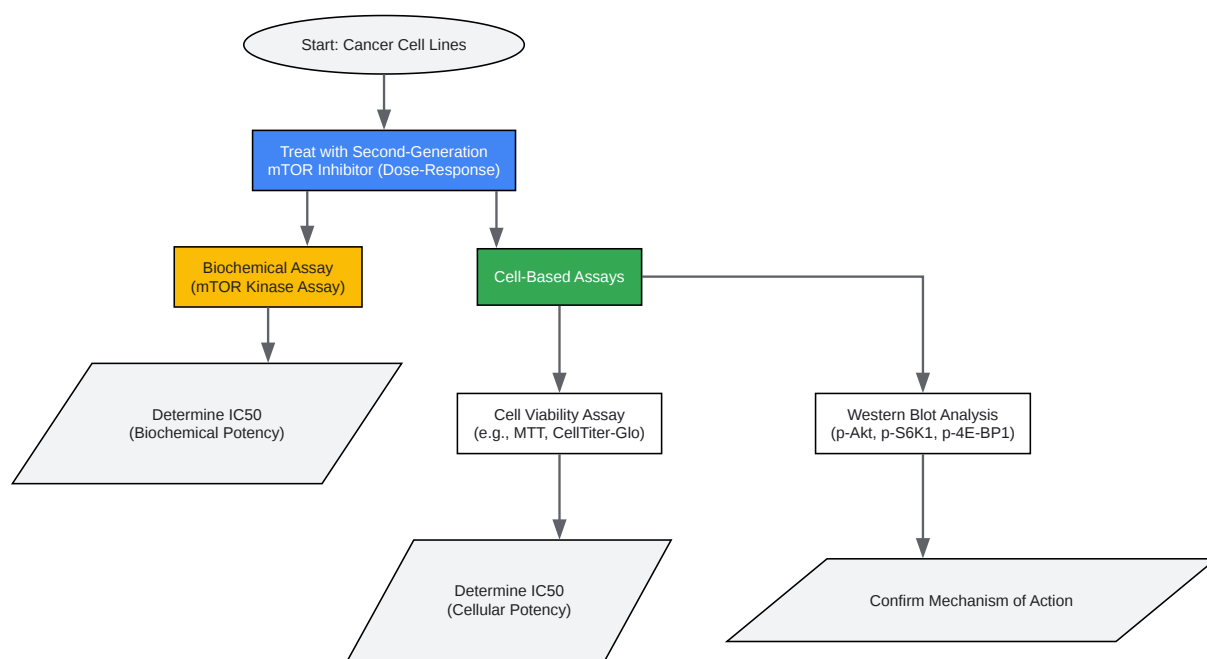 Start: Cancer Cell Lines
Treat with Second-Generation
mTOR Inhibitor (Dose-Response)
Biochemical Assay
(mTOR Kinase Assay)
Cell-Based Assays
Determine IC50
(Biochemical Potency)
Cell Viability Assay
(e.g., MTT, CellTiter-Glo)
Western Blot Analysis
(p-Akt, p-S6K1, p-4E-BP1)
Determine IC50
(Cellular Potency)
Confirm Mechanism of Action